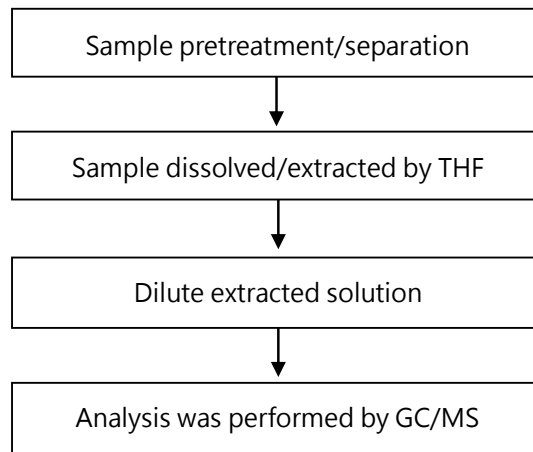 Sample pretreatment/separation
Sample dissolved/extracted by THF
Dilute extracted solution
Analysis was performed by GC/MS